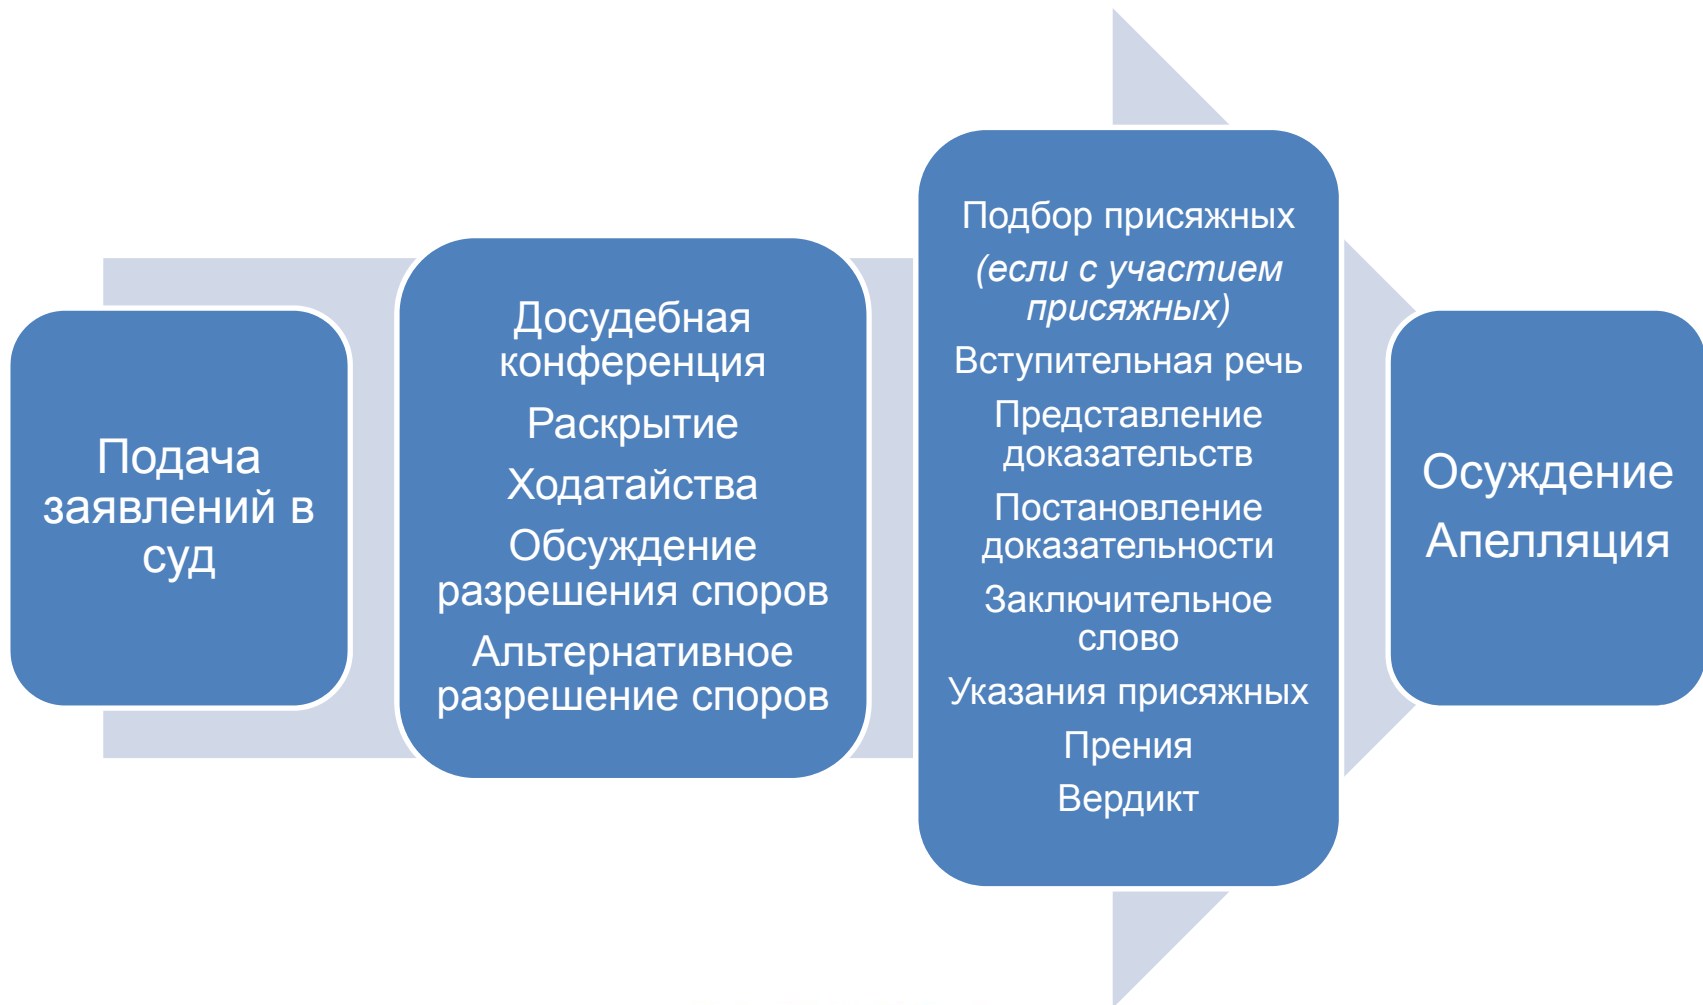 Подача
заявлений в
суд
Досудебная
конференция
Раскрытие
Ходатайства
Обсуждение
разрешения споров
Альтернативное
разрешение споров
Подбор присяжных
(если с участием
присяжных)
Вступительная речь
Представление
доказательств
Постановление
доказательности
Заключительное
слово
Указания присяжных
Прения
Вердикт
Осуждение
Апелляция